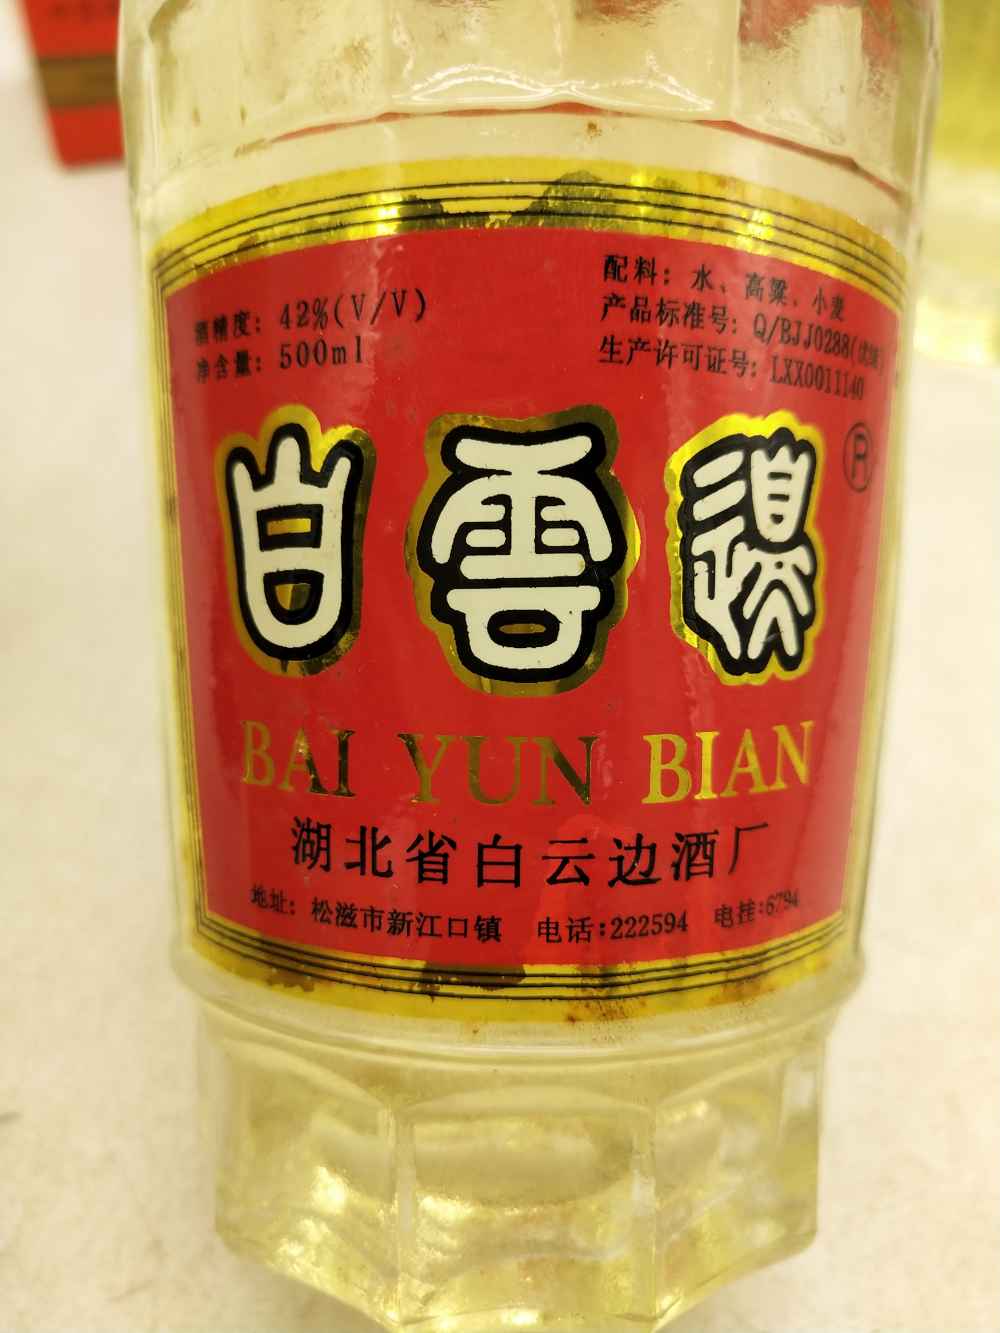 酒精度: 42%(V/V)
净含量: 500ml
配料: 水、高粱、小麦
产品标准号: Q/BJJ0288(优级)
生产许可证号: LXX0011140
白雲邊
®
BAI YUN BIAN
湖北省白云边酒厂
地址: 松滋市新江口镇 电话:222594 电挂:6794